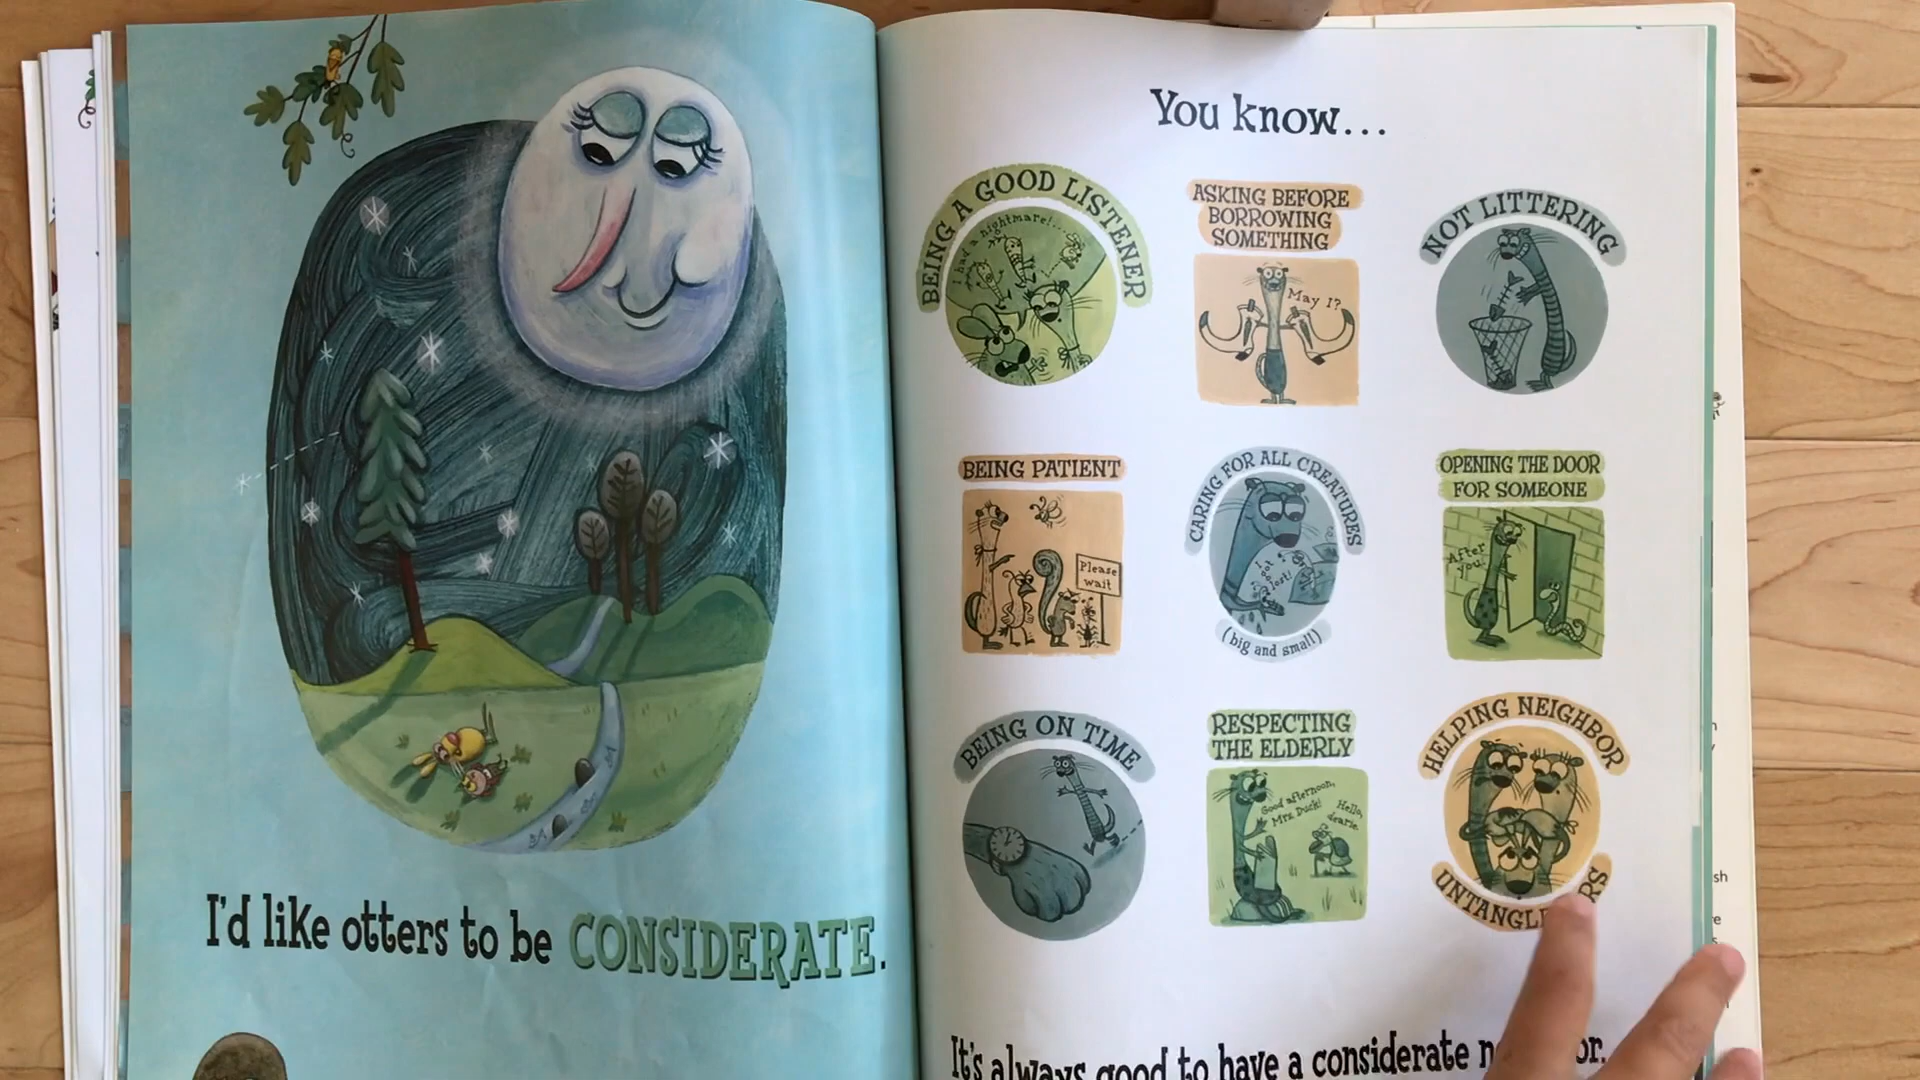 I'd like otters to be CONSIDERATE.
You know...
BEING A GOOD LISTENER
I had a nightmare!...
ASKING BEFORE
BORROWING
SOMETHING
May I?
NOT LITTERING
BEING PATIENT
Please
wait
CARING FOR ALL CREATURES
I
got
so
lost!
(big and small)
OPENING THE DOOR
FOR SOMEONE
After
you!
BEING ON TIME
RESPECTING
THE ELDERLY
Good afternoon,
Mrs. Duck!
Hello,
dearie.
HELPING NEIGHBOR
It's always good to have a considerate